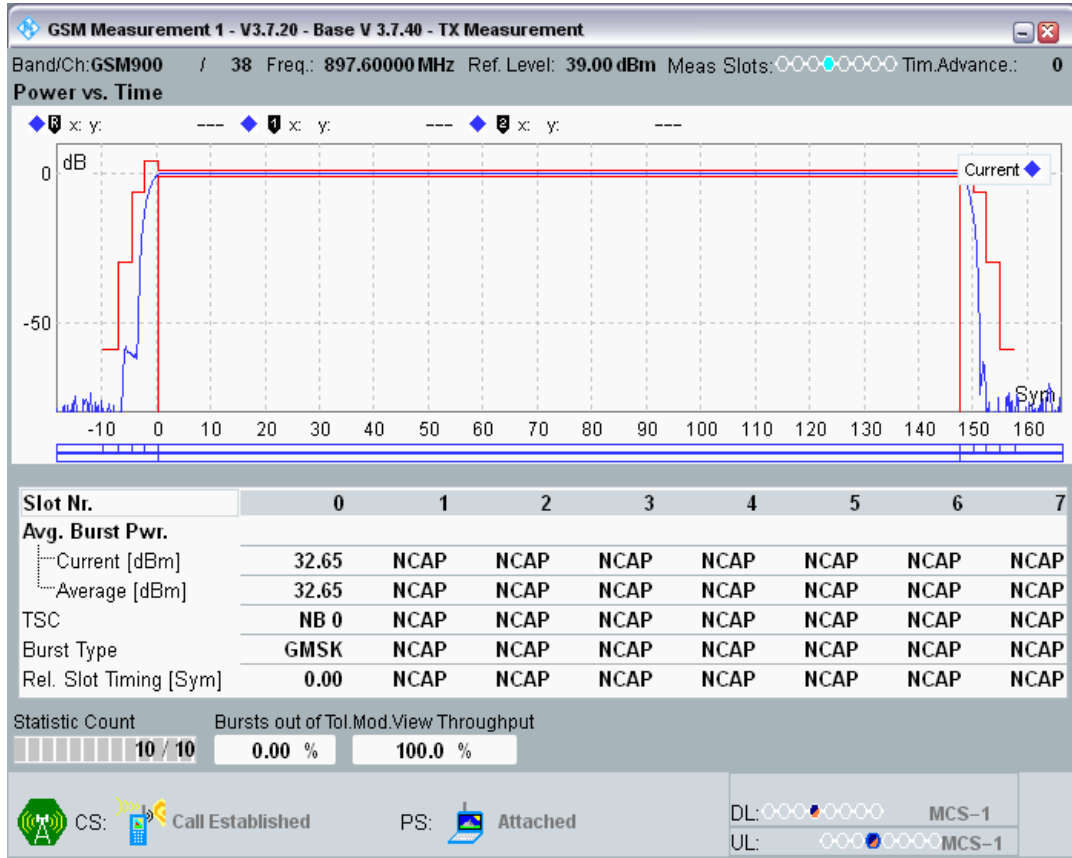 GSM Measurement 1 - V3.7.20 - Base V 3.7.40 - TX Measurement
Band/Ch:GSM900 / 38 Freq.: 897.60000 MHz Ref. Level: 39.00 dBm Meas Slots: Tim.Advance.: 0
Power vs. Time
R x: y: --- 1 x: y: --- 2 x: y: ---
dB
Current
0
-50
Sym
-10 0 10 20 30 40 50 60 70 80 90 100 110 120 130 140 150 160
Slot Nr. 0 1 2 3 4 5 6 7
Avg. Burst Pwr.
Current [dBm] 32.65 NCAP NCAP NCAP NCAP NCAP NCAP NCAP
Average [dBm] 32.65 NCAP NCAP NCAP NCAP NCAP NCAP NCAP
TSC NB 0 NCAP NCAP NCAP NCAP NCAP NCAP NCAP
Burst Type GMSK NCAP NCAP NCAP NCAP NCAP NCAP NCAP
Rel. Slot Timing [Sym] 0.00 NCAP NCAP NCAP NCAP NCAP NCAP NCAP
Statistic Count Bursts out of Tol. Mod.View Throughput
10 / 10 0.00 % 100.0 %
CS: Call Established PS: Attached
DL: MCS-1
UL: MCS-1